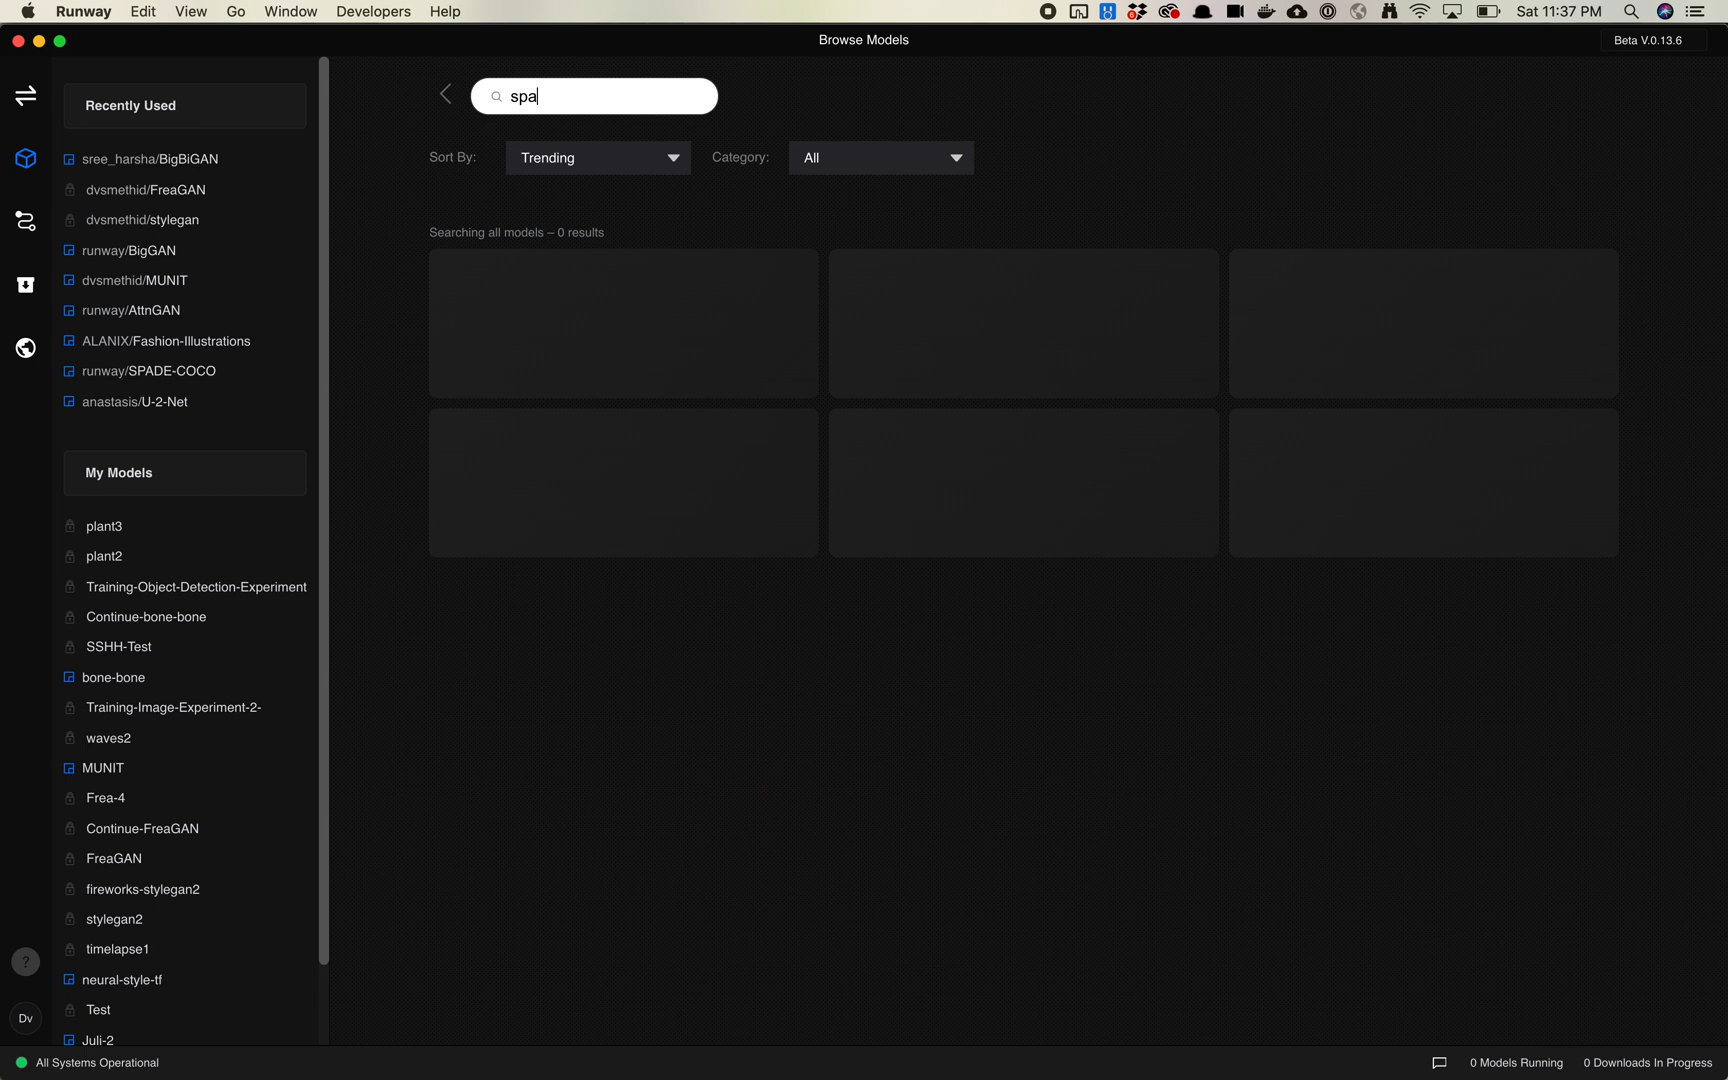 Runway Edit View Go Window Developers Help
Sat 11:37 PM
Browse Models
Beta V.0.13.6
Recently Used
sree_harsha/BigBiGAN
dvsmethid/FreaGAN
dvsmethid/stylegan
runway/BigGAN
dvsmethid/MUNIT
runway/AttnGAN
ALANIX/Fashion-Illustrations
runway/SPADE-COCO
anastasis/U-2-Net
My Models
plant3
plant2
Training-Object-Detection-Experiment
Continue-bone-bone
SSHH-Test
bone-bone
Training-Image-Experiment-2-
waves2
MUNIT
Frea-4
Continue-FreaGAN
FreaGAN
fireworks-stylegan2
stylegan2
timelapse1
neural-style-tf
Test
Juli-2
?
Dv
spa
Sort By: Trending Category: All
Searching all models – 0 results
All Systems Operational
0 Models Running 0 Downloads In Progress